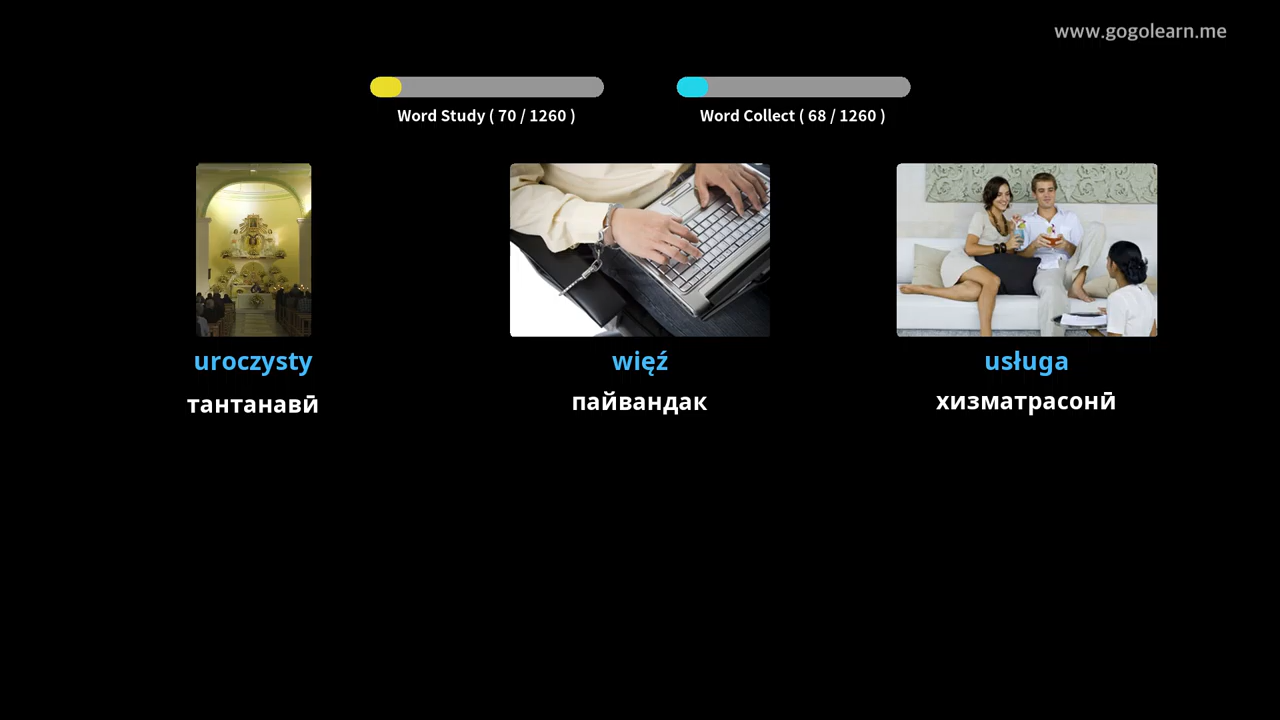 www.gogolearn.me
Word Study ( 70 / 1260 )
Word Collect ( 68 / 1260 )
uroczysty
więź
usługa
тантанавӣ
пайвандак
хизматрасонӣ